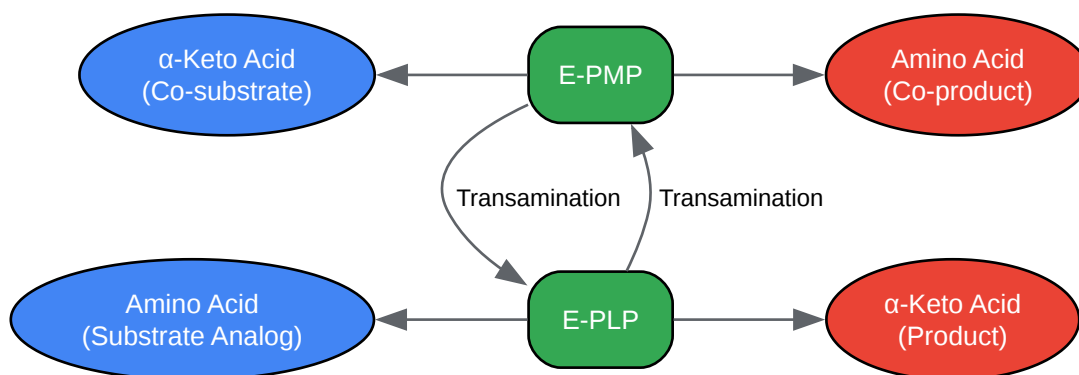 α-Keto Acid
(Co-substrate)
E-PMP
Amino Acid
(Co-product)
Transamination
Transamination
Amino Acid
(Substrate Analog)
E-PLP
α-Keto Acid
(Product)